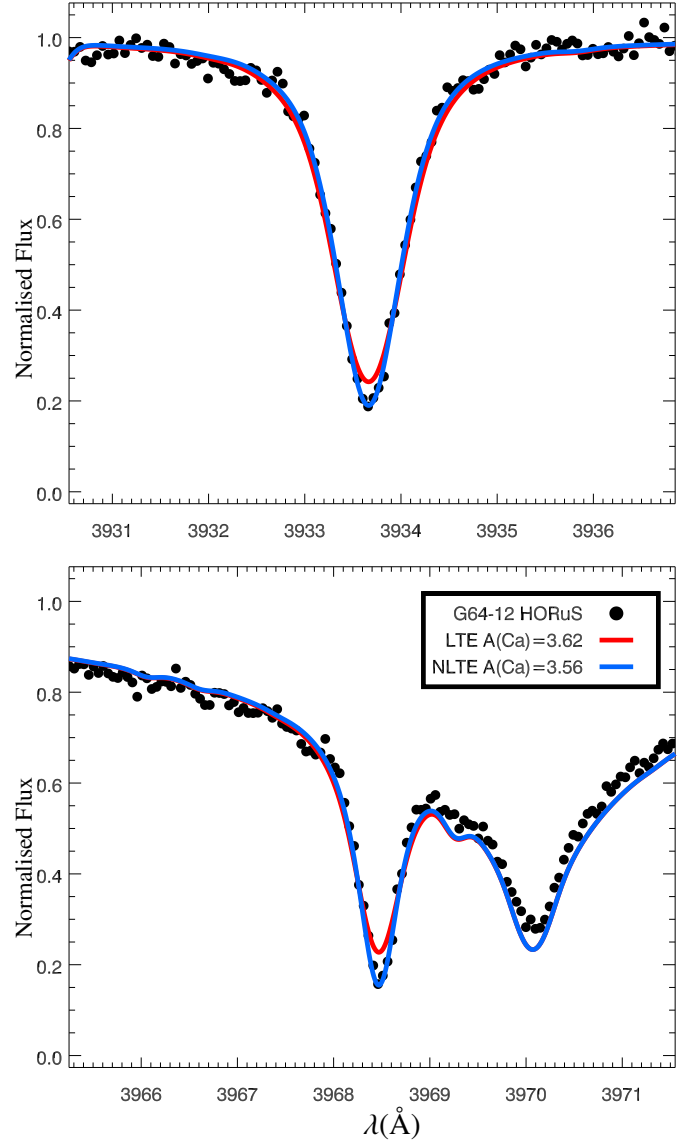 1.0
0.8
0.6
0.4
0.2
0.0
Normalised Flux
3931 3932 3933 3934 3935 3936
1.0
0.8
0.6
0.4
0.2
0.0
Normalised Flux
G64-12 HORuS
LTE A(Ca)=3.62
NLTE A(Ca)=3.56
3966 3967 3968 3969 3970 3971
λ(Å)